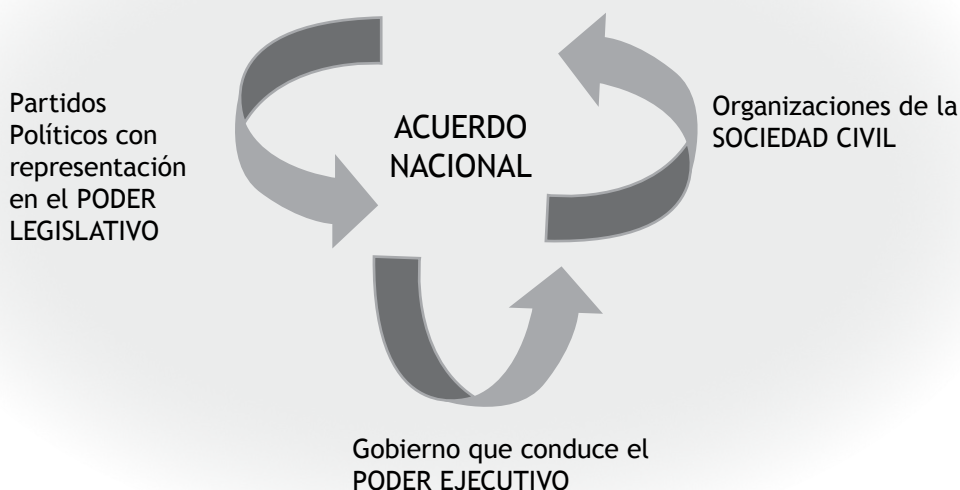 Partidos
Políticos con
representación
en el PODER
LEGISLATIVO
ACUERDO
NACIONAL
Organizaciones de la
SOCIEDAD CIVIL
Gobierno que conduce el
PODER EJECUTIVO